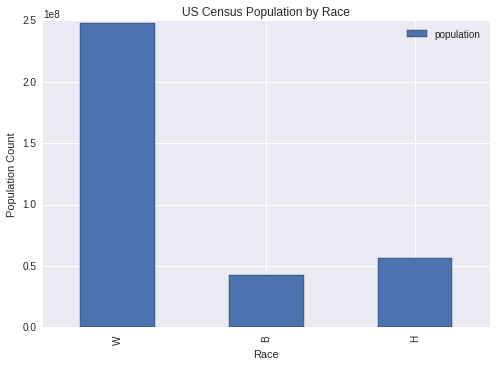 US Census Population by Race
1e8
2.5
2.0
1.5
1.0
0.5
0.0
Population Count
population
W
B
H
Race